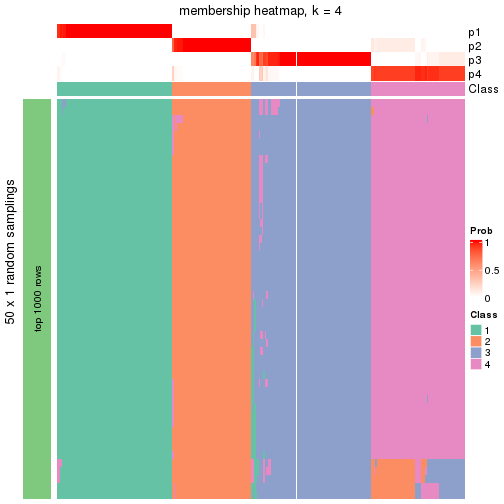 membership heatmap, k = 4
p1
p2
p3
p4
Class
50 x 1 random samplings
top 1000 rows
Prob
1
0.5
0
Class
1
2
3
4